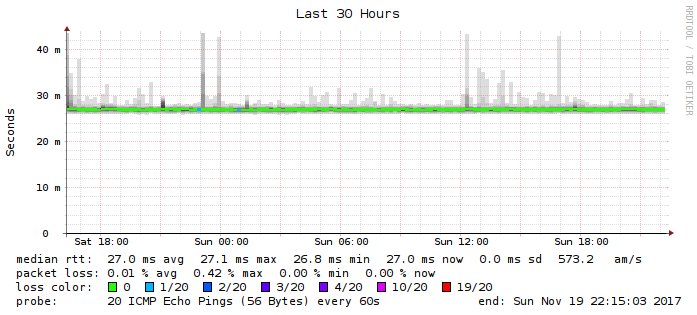 Last 30 Hours
RRDTOOL / TOBI OETIKER
Seconds
40 m
30 m
20 m
10 m
0
Sat 18:00 Sun 00:00 Sun 06:00 Sun 12:00 Sun 18:00
median rtt: 27.0 ms avg 27.1 ms max 26.8 ms min 27.0 ms now 0.0 ms sd 573.2 am/s
packet loss: 0.01 % avg 0.42 % max 0.00 % min 0.00 % now
loss color: 0 1/20 2/20 3/20 4/20 10/20 19/20
probe: 20 ICMP Echo Pings (56 Bytes) every 60s end: Sun Nov 19 22:15:03 2017